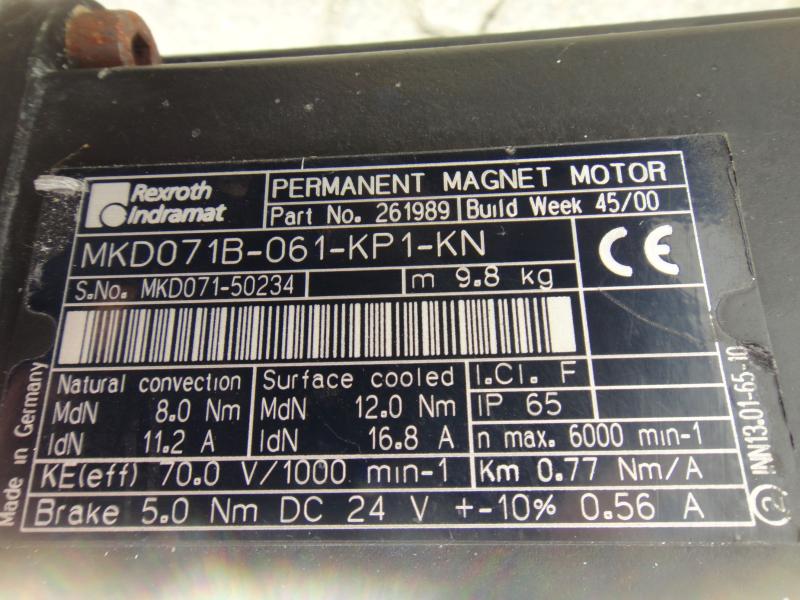 Rexroth
Indramat
PERMANENT MAGNET MOTOR
Part No. 261989 Build Week 45/00
MKD071B-061-KP1-KN
CE
S.No. MKD071-50234 m 9.8 kg
Natural convection Surface cooled I.Cl. F
MdN 8.0 Nm MdN 12.0 Nm IP 65
IdN 11.2 A IdN 16.8 A n max. 6000 min-1
KE(eff) 70.0 V/1000 min-1 Km 0.77 Nm/A
Brake 5.0 Nm DC 24 V +-10% 0.56 A
Made in Germany
2 INN13.01-65-10